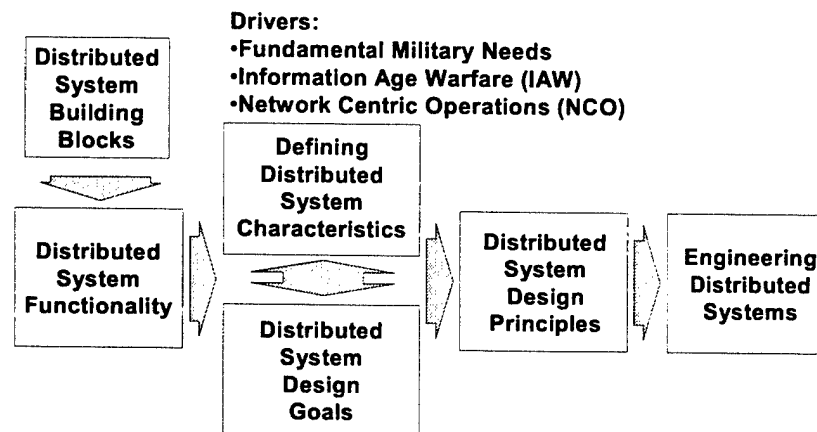 Drivers:
•Fundamental Military Needs
•Information Age Warfare (IAW)
•Network Centric Operations (NCO)
Distributed
System
Building
Blocks
Distributed
System
Functionality
Defining
Distributed
System
Characteristics
Distributed
System
Design
Goals
Distributed
System
Design
Principles
Engineering
Distributed
Systems